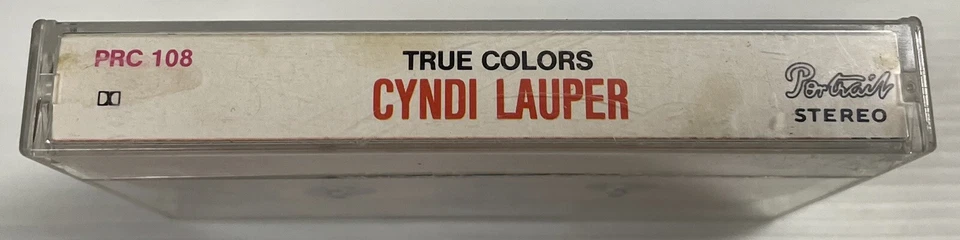 PRC 108
TRUE COLORS
CYNDI LAUPER
Portrait
STEREO